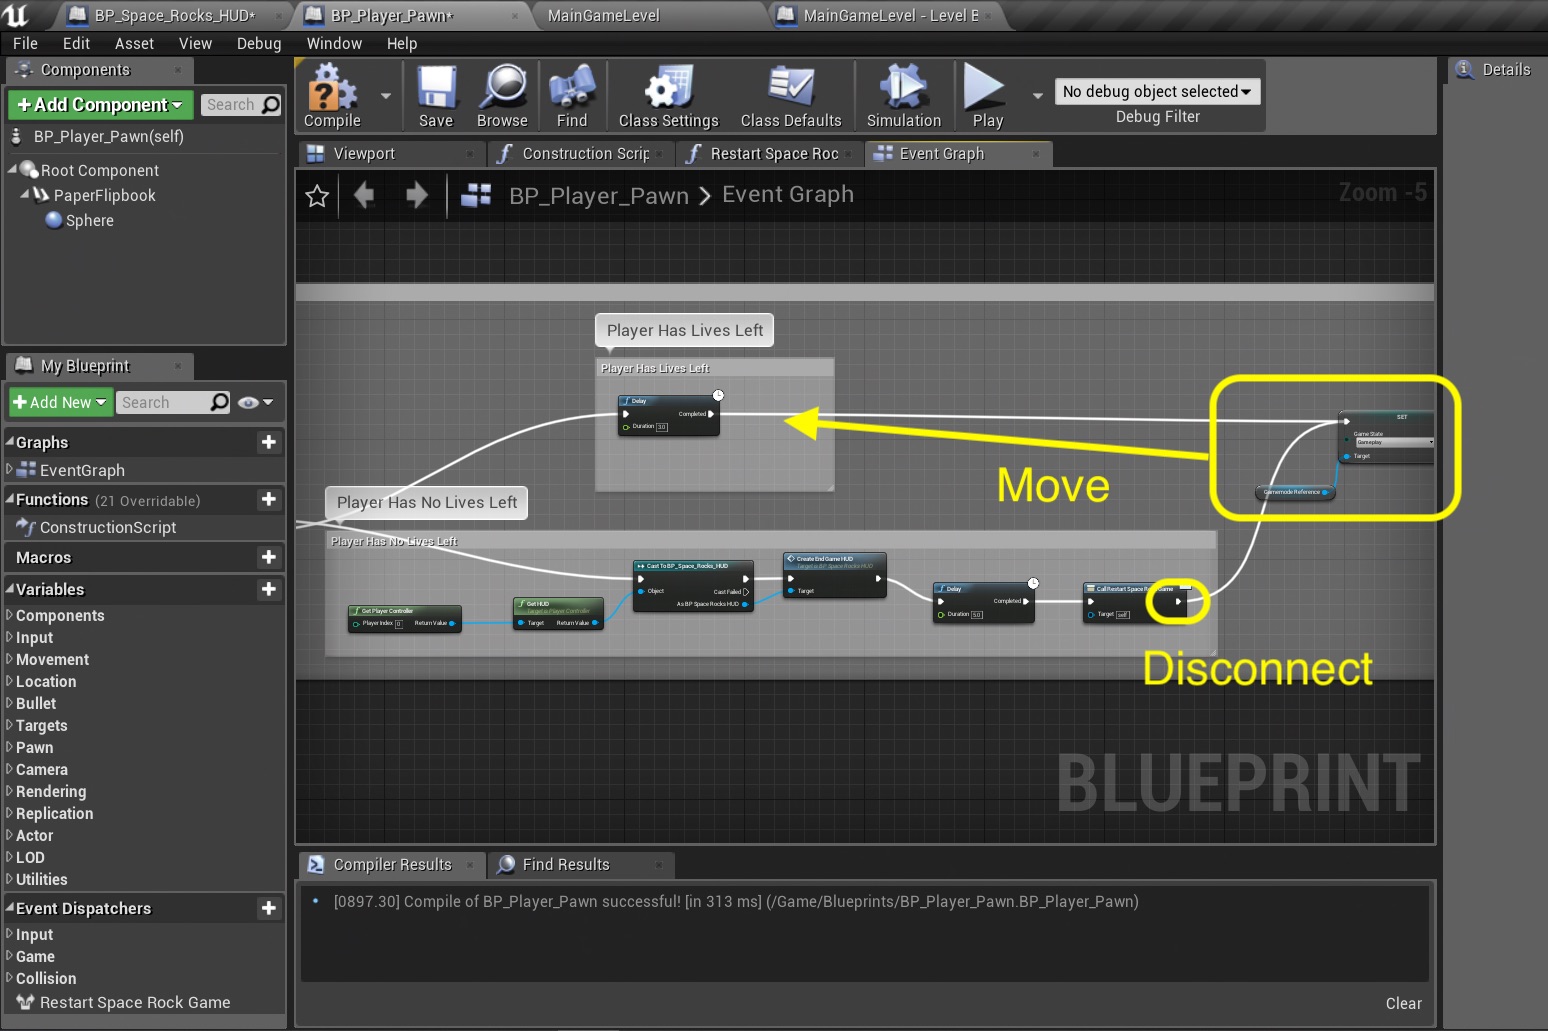 BP_Space_Rocks_HUD*
BP_Player_Pawn*
MainGameLevel
MainGameLevel - Level E
File Edit Asset View Debug Window Help
Components
+Add Component
Search
BP_Player_Pawn(self)
Root Component
PaperFlipbook
Sphere
My Blueprint
+Add New
Search
Graphs
EventGraph
Functions (21 Overridable)
ConstructionScript
Macros
Variables
Components
Input
Movement
Location
Bullet
Targets
Pawn
Camera
Rendering
Replication
Actor
LOD
Utilities
Event Dispatchers
Input
Game
Collision
Restart Space Rock Game
Compile
Save
Browse
Find
Class Settings
Class Defaults
Simulation
Play
No debug object selected
Debug Filter
Details
Viewport
Construction Scrip
Restart Space Roc
Event Graph
BP_Player_Pawn > Event Graph
Zoom -5
Player Has Lives Left
Player Has Lives Left
Delay
Completed
Duration 3.0
Move
SET
Game State
Gameplay
Target
Gamemode Reference
Player Has No Lives Left
Player Has No Lives Left
Get Player Controller
Player Index 0 Return Value
Get HUD
Target is Player Controller
Target Return Value
Cast To BP_Space_Rocks_HUD
Object Cast Failed
As BP Space Rocks HUD
Create End Game HUD
Target is BP Space Rocks HUD
Target
Delay
Completed
Duration 5.0
Call Restart Space Game
Target self
Disconnect
BLUEPRINT
Compiler Results
Find Results
[0897.30] Compile of BP_Player_Pawn successful! [in 313 ms] (/Game/Blueprints/BP_Player_Pawn.BP_Player_Pawn)
Clear